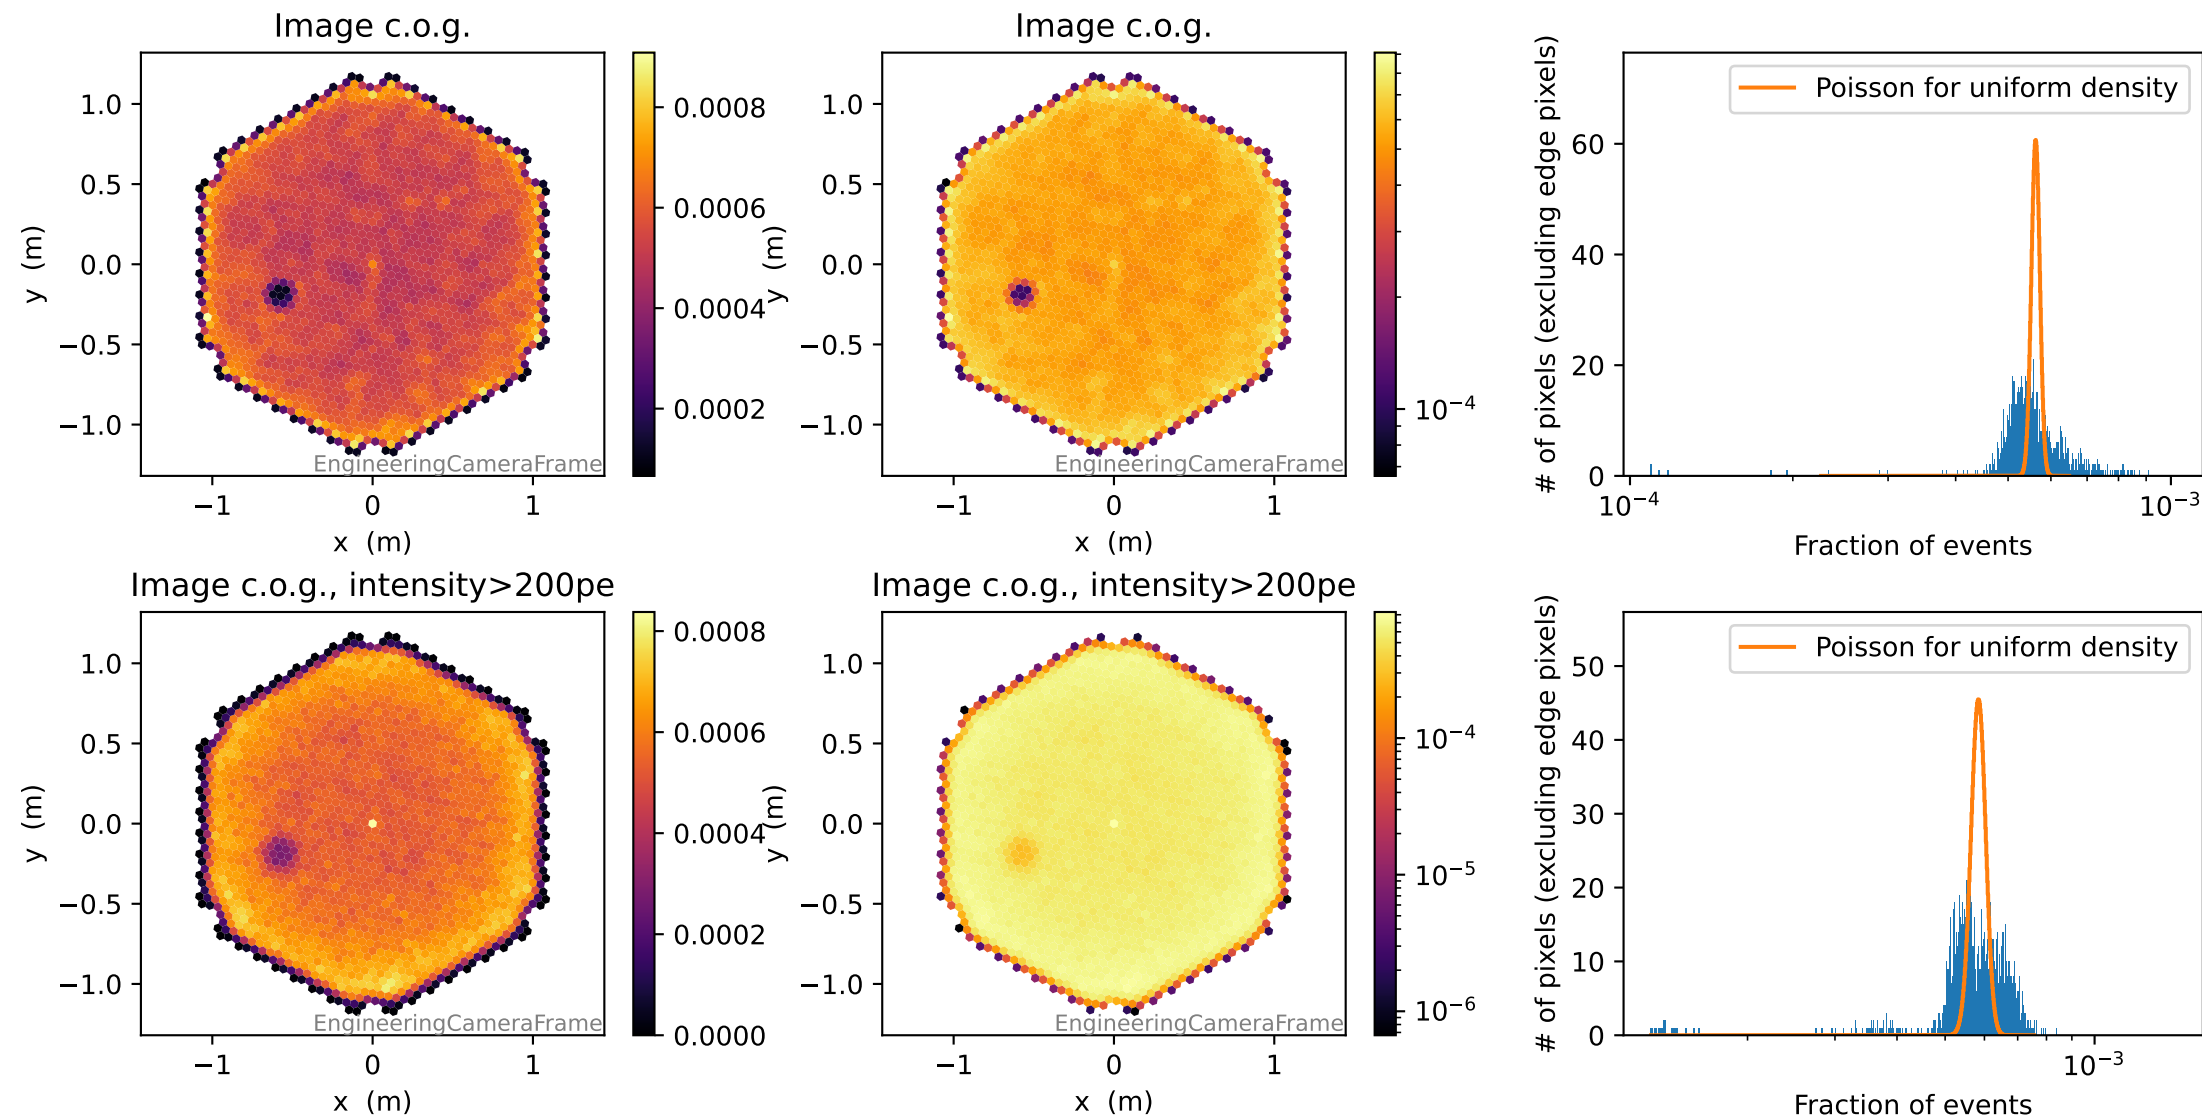 Image c.o.g.
1.0
0.5
0.0
−0.5
−1.0
y (m)
−1
0
1
x (m)
EngineeringCameraFrame
0.0008
0.0006
0.0004
0.0002
Image c.o.g.
1.0
0.5
0.0
−0.5
−1.0
y (m)
−1
0
1
x (m)
EngineeringCameraFrame
10⁻⁴
# of pixels (excluding edge pixels)
60
40
20
0
Poisson for uniform density
10⁻⁴
10⁻³
Fraction of events
Image c.o.g., intensity>200pe
1.0
0.5
0.0
−0.5
−1.0
y (m)
−1
0
1
x (m)
EngineeringCameraFrame
0.0008
0.0006
0.0004
0.0002
0.0000
Image c.o.g., intensity>200pe
1.0
0.5
0.0
−0.5
−1.0
y (m)
−1
0
1
x (m)
EngineeringCameraFrame
10⁻⁴
10⁻⁵
10⁻⁶
# of pixels (excluding edge pixels)
50
40
30
20
10
0
Poisson for uniform density
10⁻³
Fraction of events